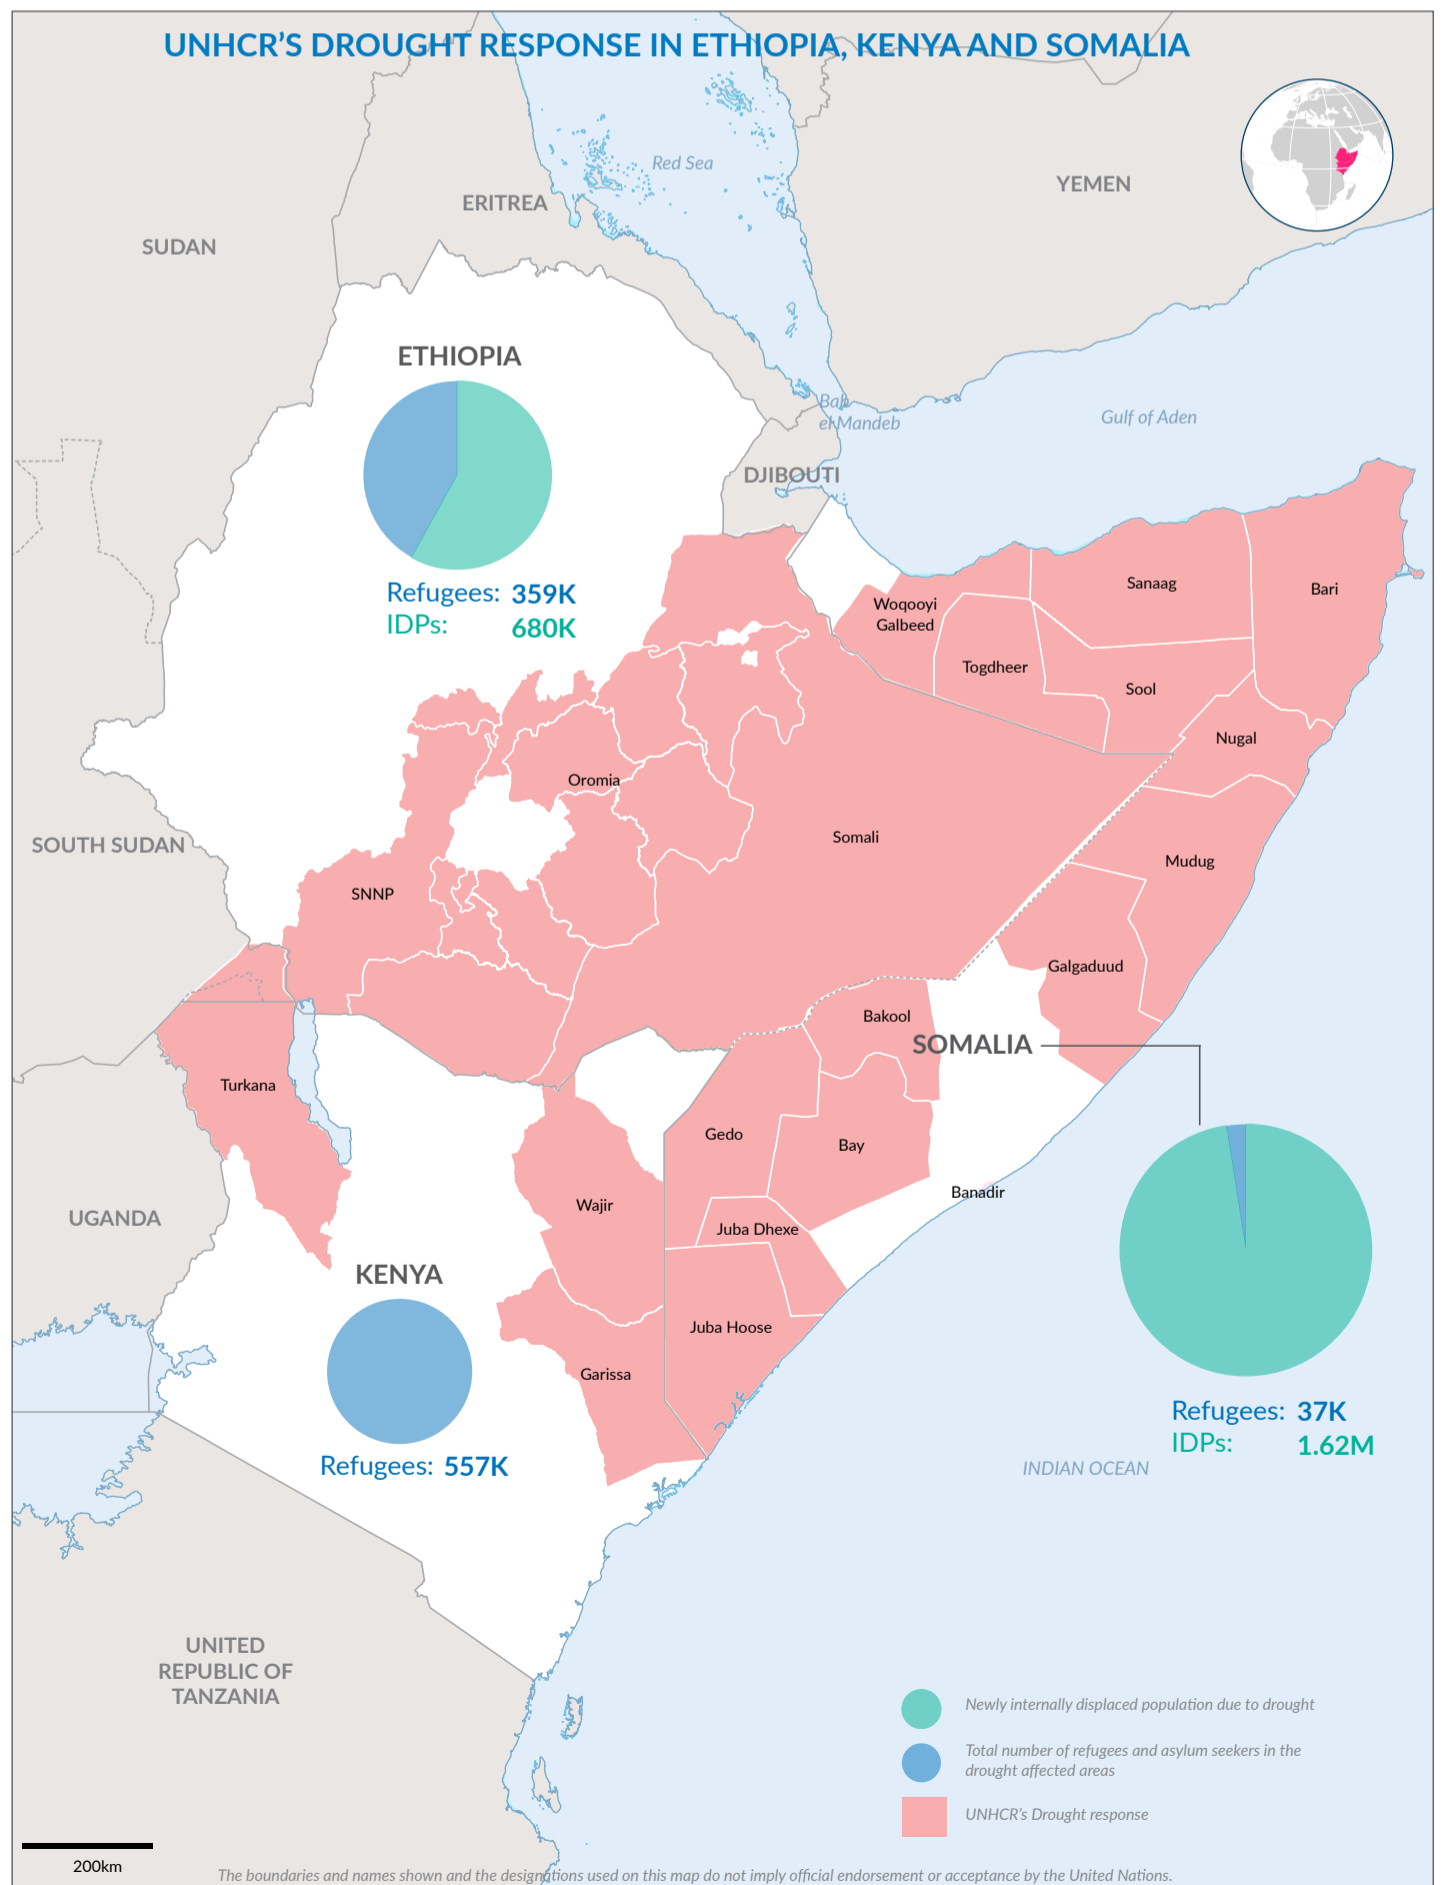 UNHCR'S DROUGHT RESPONSE IN ETHIOPIA, KENYA AND SOMALIA
Red Sea
YEMEN
ERITREA
SUDAN
ETHIOPIA
Bab
el-Mandeb
Gulf of Aden
DJIBOUTI
Refugees: 359K
IDPs: 680K
Sanaag
Bari
Woqooyi
Galbeed
Togdheer
Sool
Nugal
Oromia
Somali
SOUTH SUDAN
Mudug
SNNP
Galgaduud
Bakool
SOMALIA
Turkana
Gedo
Bay
Banadir
Wajir
UGANDA
Juba Dhexe
KENYA
Juba Hoose
Garissa
Refugees: 37K
IDPs: 1.62M
Refugees: 557K
INDIAN OCEAN
UNITED
REPUBLIC OF
TANZANIA
Newly internally displaced population due to drought
Total number of refugees and asylum seekers in the
drought affected areas
UNHCR's Drought response
200km
The boundaries and names shown and the designations used on this map do not imply official endorsement or acceptance by the United Nations.